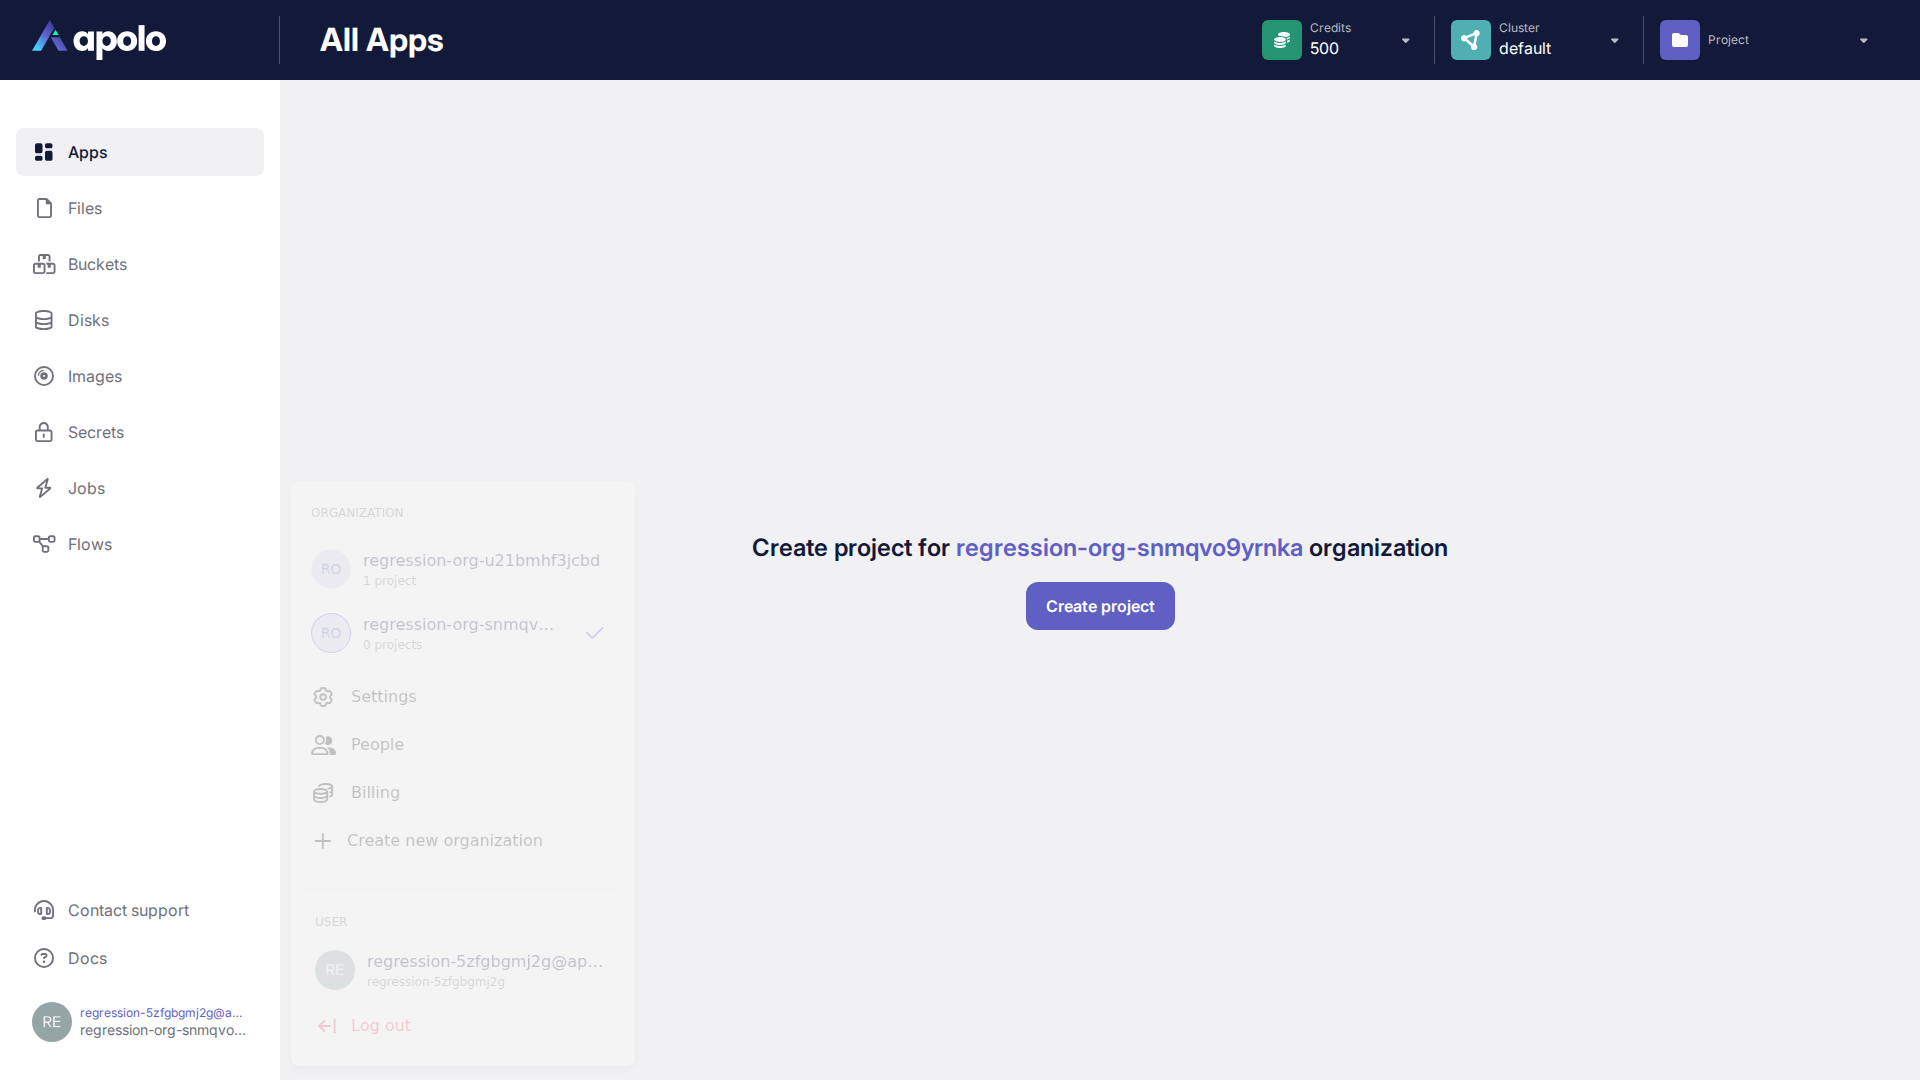 apolo
All Apps
Credits
500
Cluster
default
Project
Apps
Files
Buckets
Disks
Images
Secrets
Jobs
Flows
ORGANIZATION
RO
regression-org-u21bmhf3jcbd
1 project
RO
regression-org-snmqv...
0 projects
Settings
People
Billing
Create new organization
USER
RE
regression-5zfgbgmj2g@ap...
regression-5zfgbgmj2g
Log out
Create project for regression-org-snmqvo9yrnka organization
Create project
Contact support
Docs
RE
regression-5zfgbgmj2g@a...
regression-org-snmqvo...